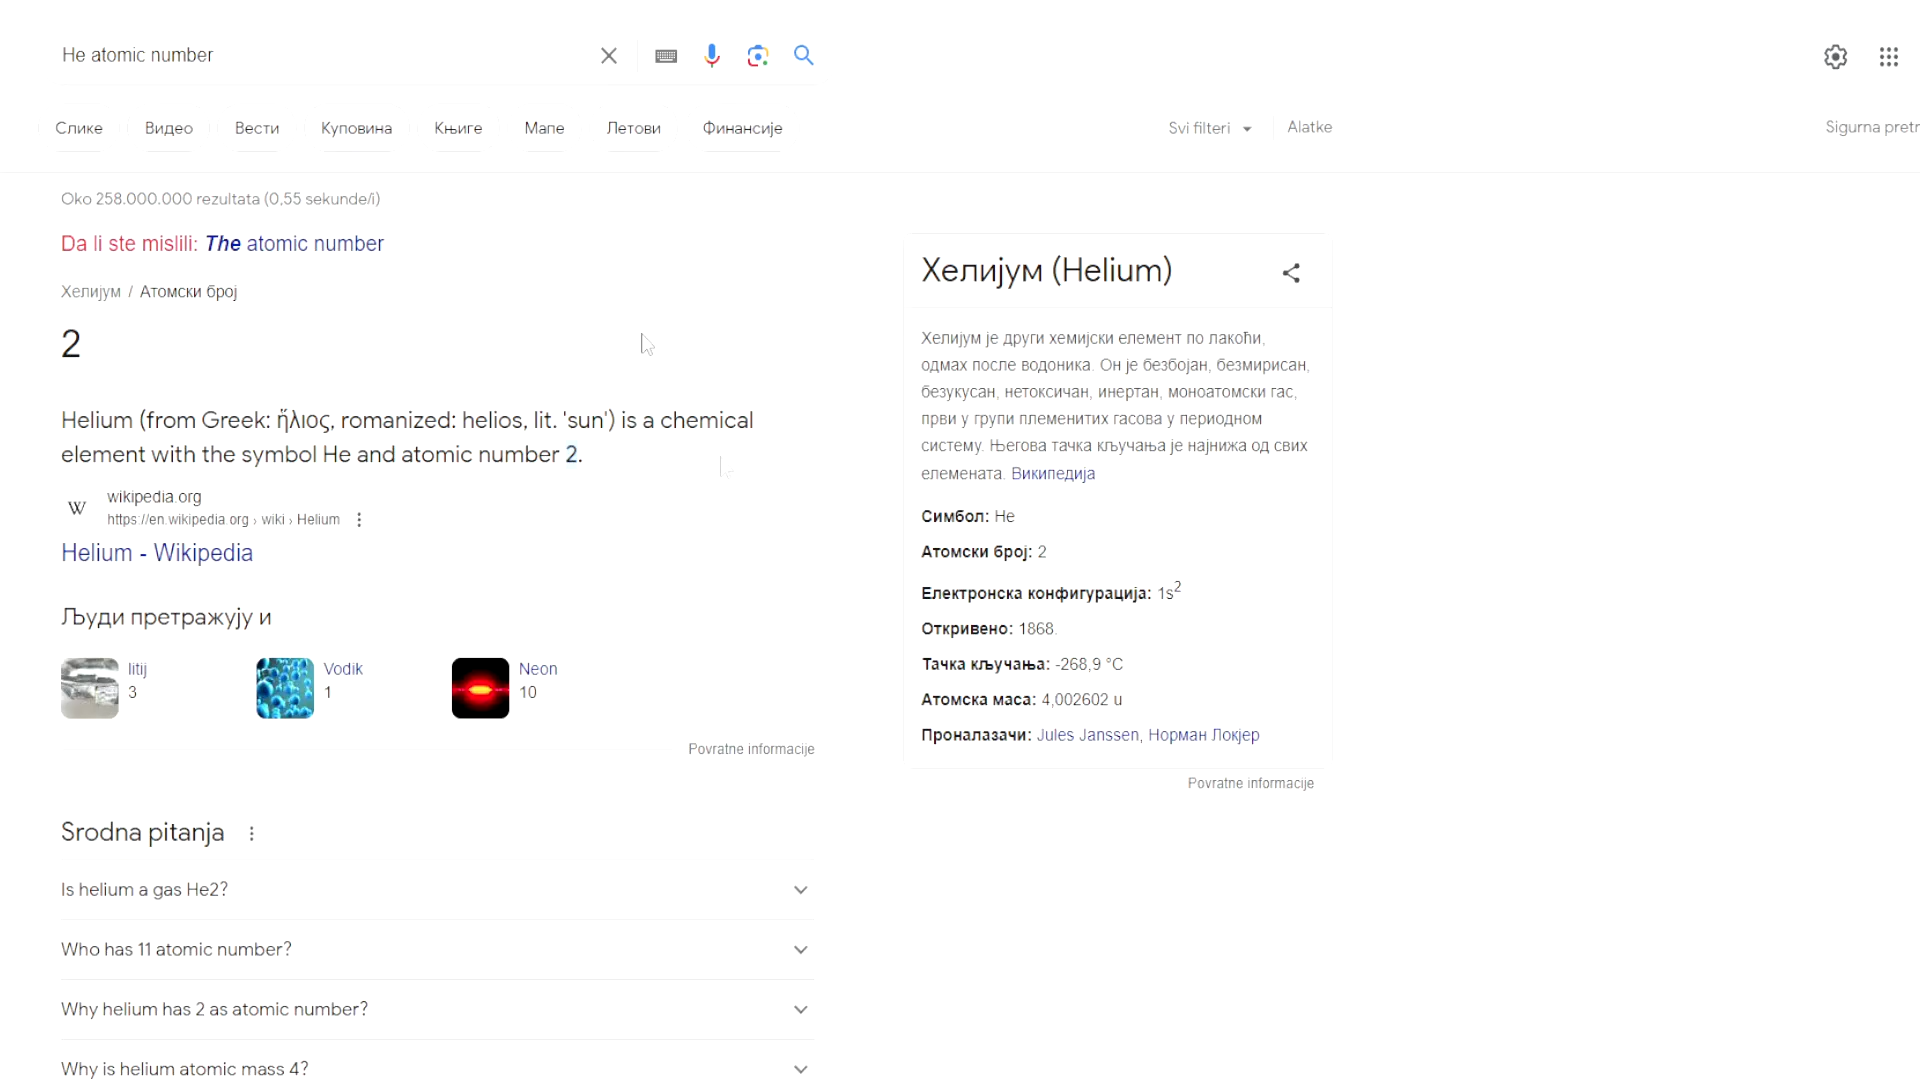 He atomic number
Слике Видео Вести Куповина Књиге Мапе Летови Финансије
Svi filteri Alatke
Sigurna pretr
Oko 258.000.000 rezultata (0,55 sekunde/i)
Da li ste mislili: The atomic number
Хелијум / Атомски број
2
Helium (from Greek: ἥλιος, romanized: helios, lit. 'sun') is a chemical
element with the symbol He and atomic number 2.
W
wikipedia.org
https://en.wikipedia.org › wiki › Helium
Helium - Wikipedia
Људи претражују и
litij
3
Vodik
1
Neon
10
Povratne informacije
Srodna pitanja
Is helium a gas He2?
Who has 11 atomic number?
Why helium has 2 as atomic number?
Why is helium atomic mass 4?
Хелијум (Helium)
Хелијум је други хемијски елемент по лакоћи,
одмах после водоника. Он је безбојан, безмирисан,
безукусан, нетоксичан, инертан, моноатомски гас,
први у групи племенитих гасова у периодном
систему. Његова тачка кључања је најнижа од свих
елемената. Википедија
Симбол: He
Атомски број: 2
Електронска конфигурација: 1s²
Откривено: 1868.
Тачка кључања: -268,9 °C
Атомска маса: 4,002602 u
Проналазачи: Jules Janssen, Норман Локјер
Povratne informacije